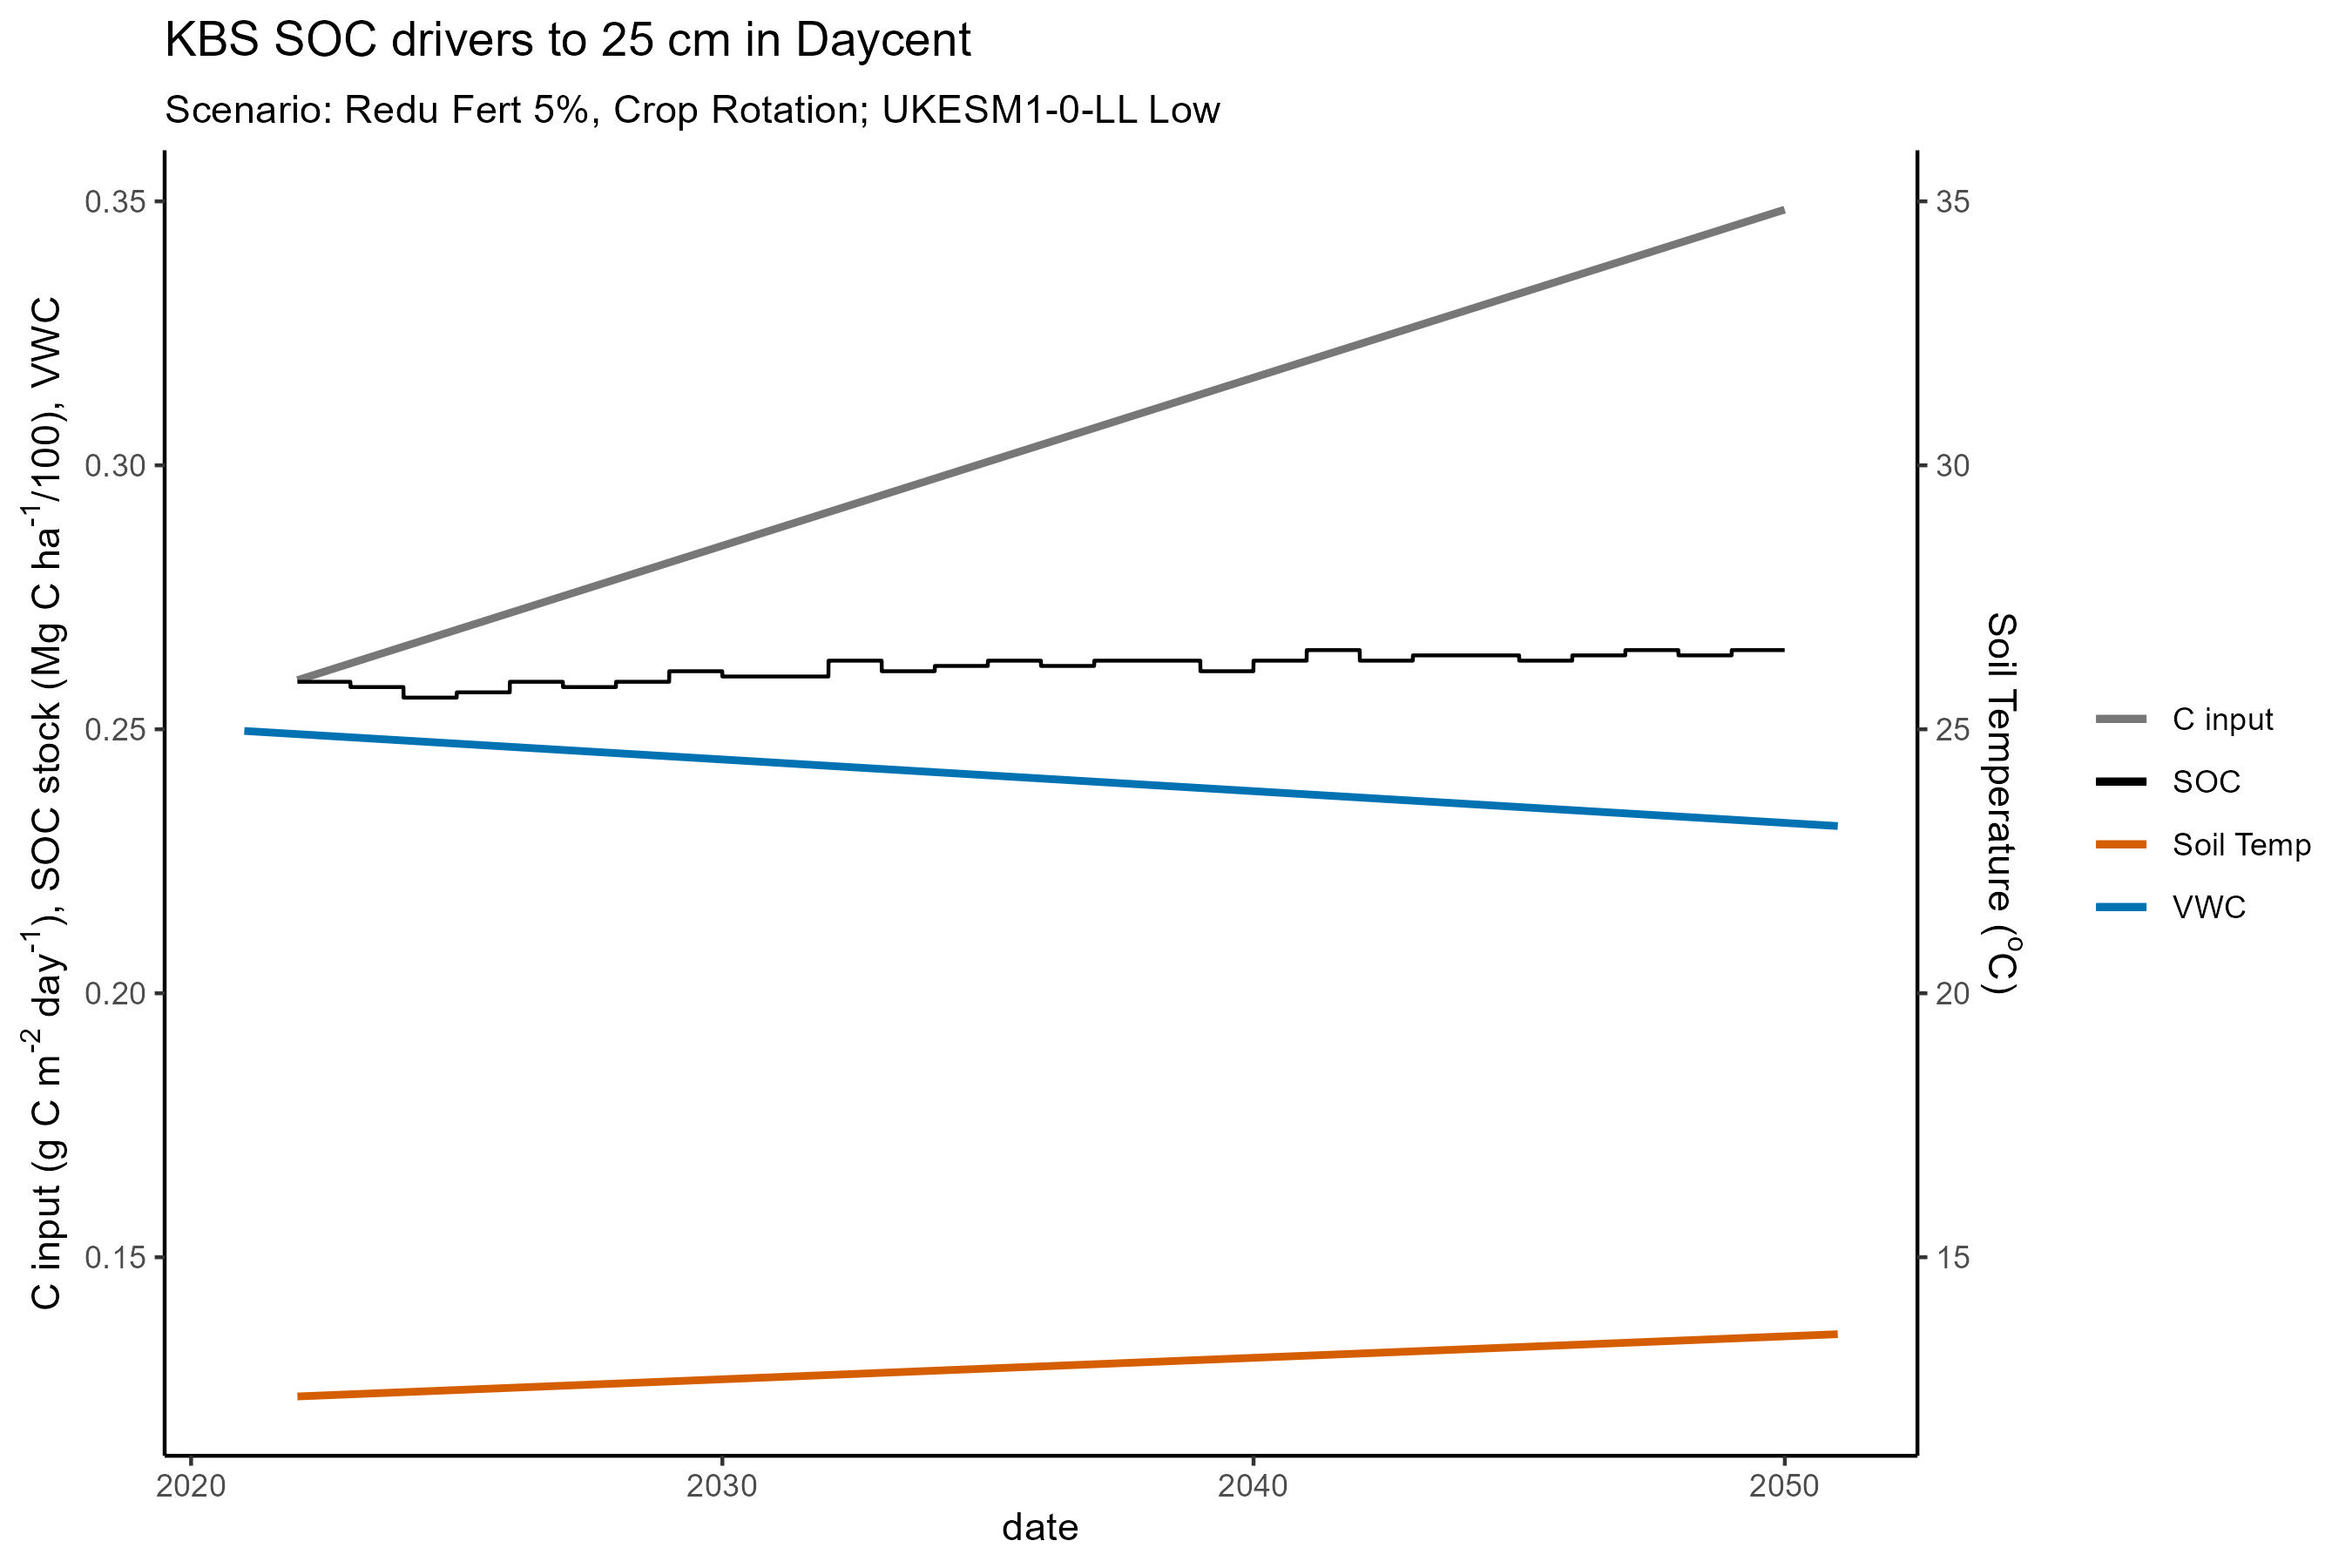 KBS SOC drivers to 25 cm in Daycent
Scenario: Redu Fert 5%, Crop Rotation; UKESM1-0-LL Low
C input (g C m-2 day-1), SOC stock (Mg C ha-1/100), VWC
0.35
0.30
0.25
0.20
0.15
35
30
25
20
15
Soil Temperature (oC)
C input
SOC
Soil Temp
VWC
2020
2030
2040
2050
date